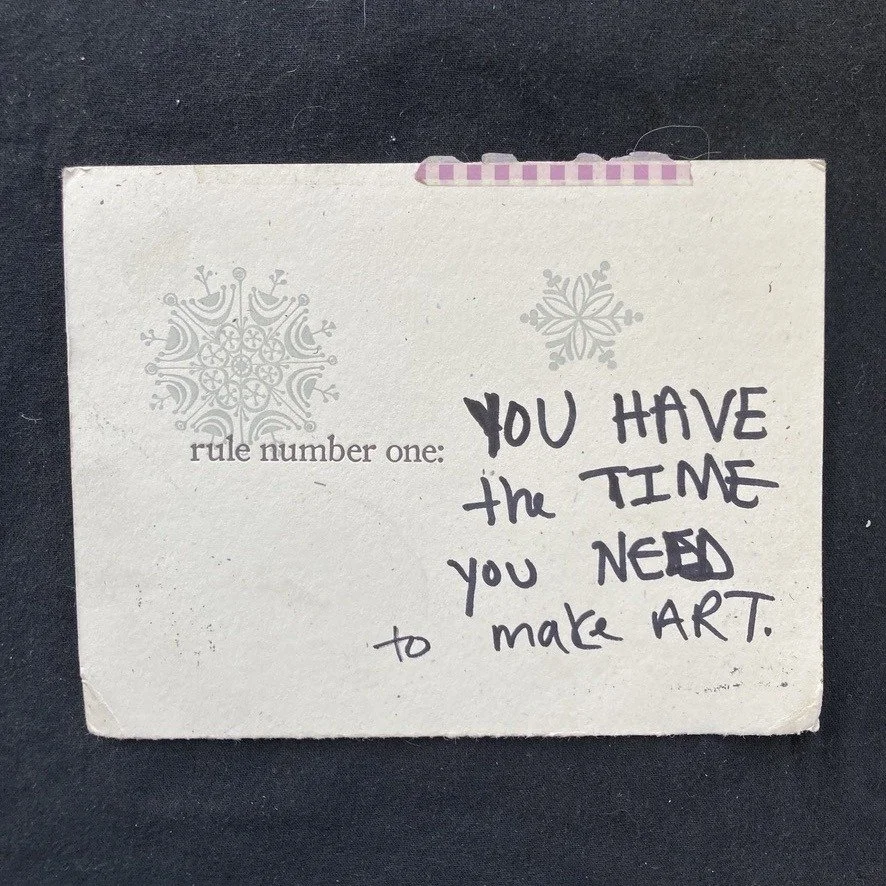 rule number one:
YOU HAVE
the TIME
you NEED
to make ART.